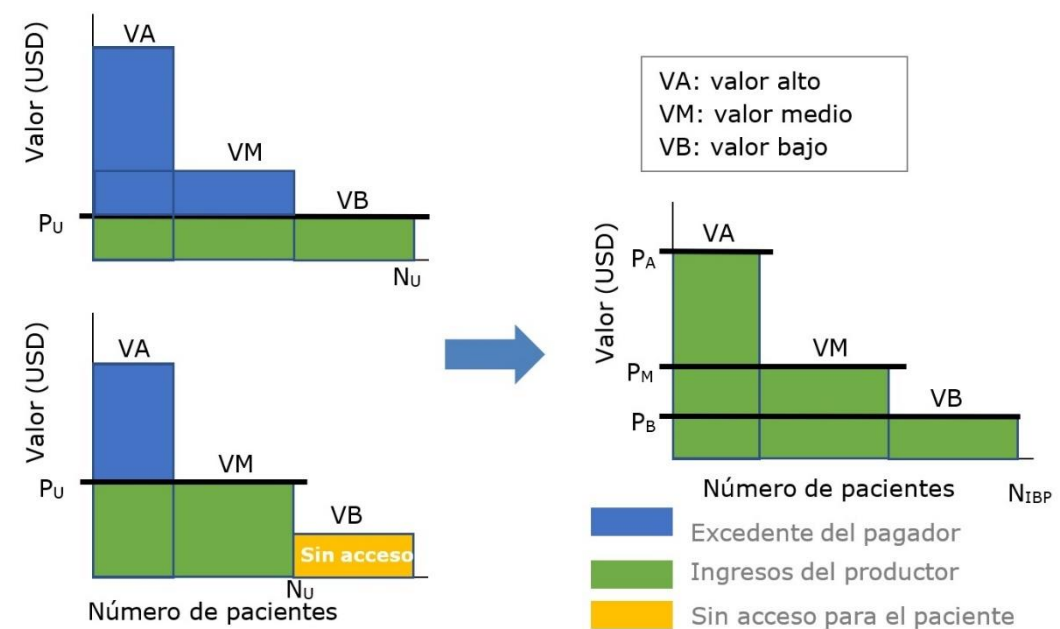 Valor (USD)
VA
VM
VB
PU
NU
Valor (USD)
VA
VM
VB
PU
Sin acceso
NU
Número de pacientes
VA: valor alto
VM: valor medio
VB: valor bajo
Valor (USD)
VA
PA
VM
PM
VB
PB
Número de pacientes
NIBP
Excedente del pagador
Ingresos del productor
Sin acceso para el paciente